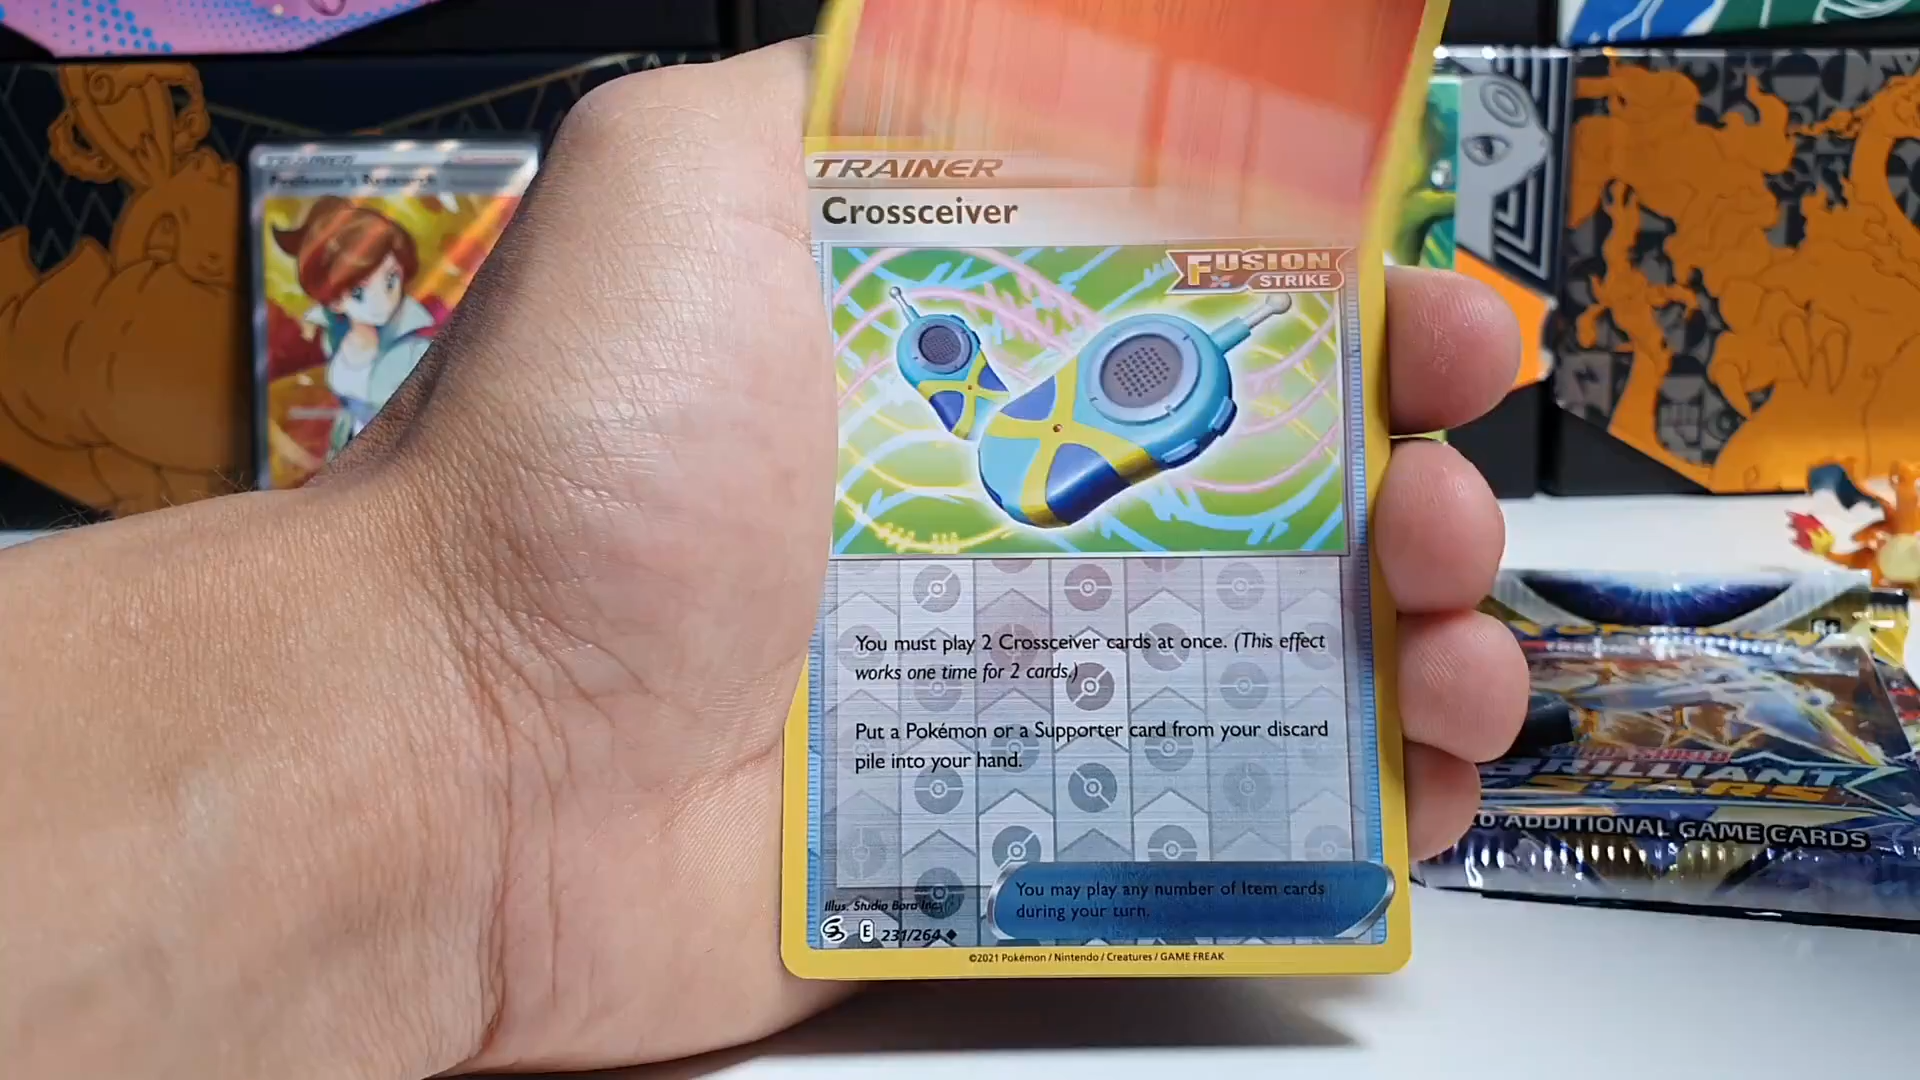 TRAINER
Professor's Research
TRAINER
Crossceiver
FUSION
STRIKE
You must play 2 Crossceiver cards at once. (This effect
works one time for 2 cards.)
Put a Pokémon or a Supporter card from your discard
pile into your hand.
You may play any number of Item cards
during your turn.
Illus. Studio Bora Inc.
E 231/264
©2021 Pokémon / Nintendo / Creatures / GAME FREAK
BRILLIANT
STARS
ADDITIONAL GAME CARDS